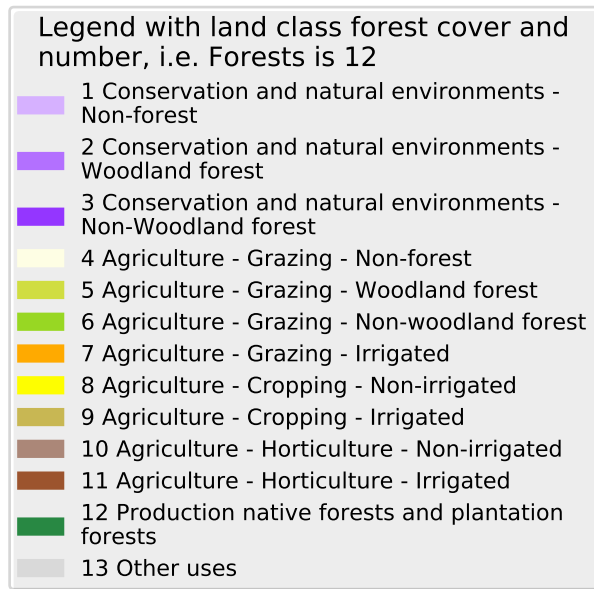 Legend with land class forest cover and
number, i.e. Forests is 12
1 Conservation and natural environments -
Non-forest
2 Conservation and natural environments -
Woodland forest
3 Conservation and natural environments -
Non-Woodland forest
4 Agriculture - Grazing - Non-forest
5 Agriculture - Grazing - Woodland forest
6 Agriculture - Grazing - Non-woodland forest
7 Agriculture - Grazing - Irrigated
8 Agriculture - Cropping - Non-irrigated
9 Agriculture - Cropping - Irrigated
10 Agriculture - Horticulture - Non-irrigated
11 Agriculture - Horticulture - Irrigated
12 Production native forests and plantation
forests
13 Other uses